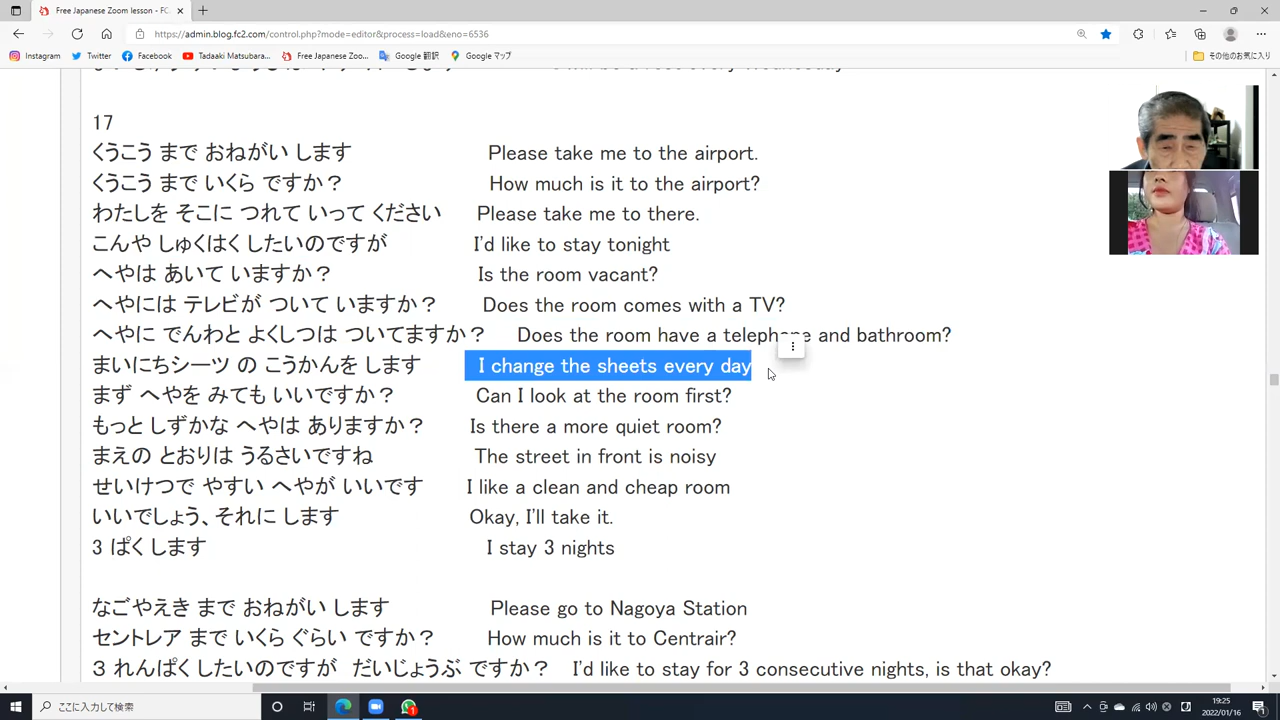 Free Japanese Zoom lesson - FC2
https://admin.blog.fc2.com/control.php?mode=editor&process=load&eno=6536
Instagram Twitter Facebook Tadaaki Matsubara... Free Japanese Zoo... Google 翻訳 Google マップ その他のお気に入り
17
くうこう まで おねがい します Please take me to the airport.
くうこう まで いくら ですか？ How much is it to the airport?
わたしを そこに つれて いって ください Please take me to there.
こんや しゅくはく したいのですが I'd like to stay tonight
へやは あいて いますか？ Is the room vacant?
へやには テレビが ついて いますか？ Does the room comes with a TV?
へやに でんわと よくしつは ついてますか？ Does the room have a telephone and bathroom?
まいにちシーツ の こうかんを します I change the sheets every day
まず へやを みても いいですか？ Can I look at the room first?
もっと しずかな へやは ありますか？ Is there a more quiet room?
まえの とおりは うるさいですね The street in front is noisy
せいけつで やすい へやが いいです I like a clean and cheap room
いいでしょう、それに します Okay, I'll take it.
3 ぱく します I stay 3 nights
なごやえき まで おねがい します Please go to Nagoya Station
セントレア まで いくら ぐらい ですか？ How much is it to Centrair?
3 れんぱく したいのですが だいじょうぶ ですか？ I'd like to stay for 3 consecutive nights, is that okay?
ここに入力して検索
19:25
2022/01/16